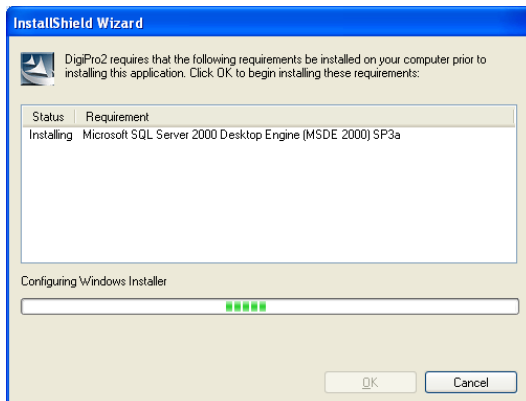 InstallShield Wizard
DigiPro2 requires that the following requirements be installed on your computer prior to
installing this application. Click OK to begin installing these requirements:
Status Requirement
Installing Microsoft SQL Server 2000 Desktop Engine (MSDE 2000) SP3a
Configuring Windows Installer
OK Cancel